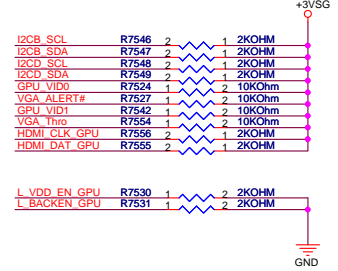 +3VSG
I2CB_SCL R7546 2 1 2KOHM
I2CB_SDA R7547 2 1 2KOHM
I2CD_SCL R7548 2 1 2KOHM
I2CD_SDA R7549 2 1 2KOHM
GPU_VID0 R7524 1 2 10KOhm
VGA_ALERT# R7527 1 2 10KOhm
GPU_VID1 R7542 1 2 10KOhm
VGA_Thro R7554 1 2 10KOhm
HDMI_CLK_GPU R7556 2 1 2KOHM
HDMI_DAT_GPU R7555 2 1 2KOHM
L_VDD_EN_GPU R7530 1 2 2KOHM
L_BACKEN_GPU R7531 1 2 2KOHM
GND